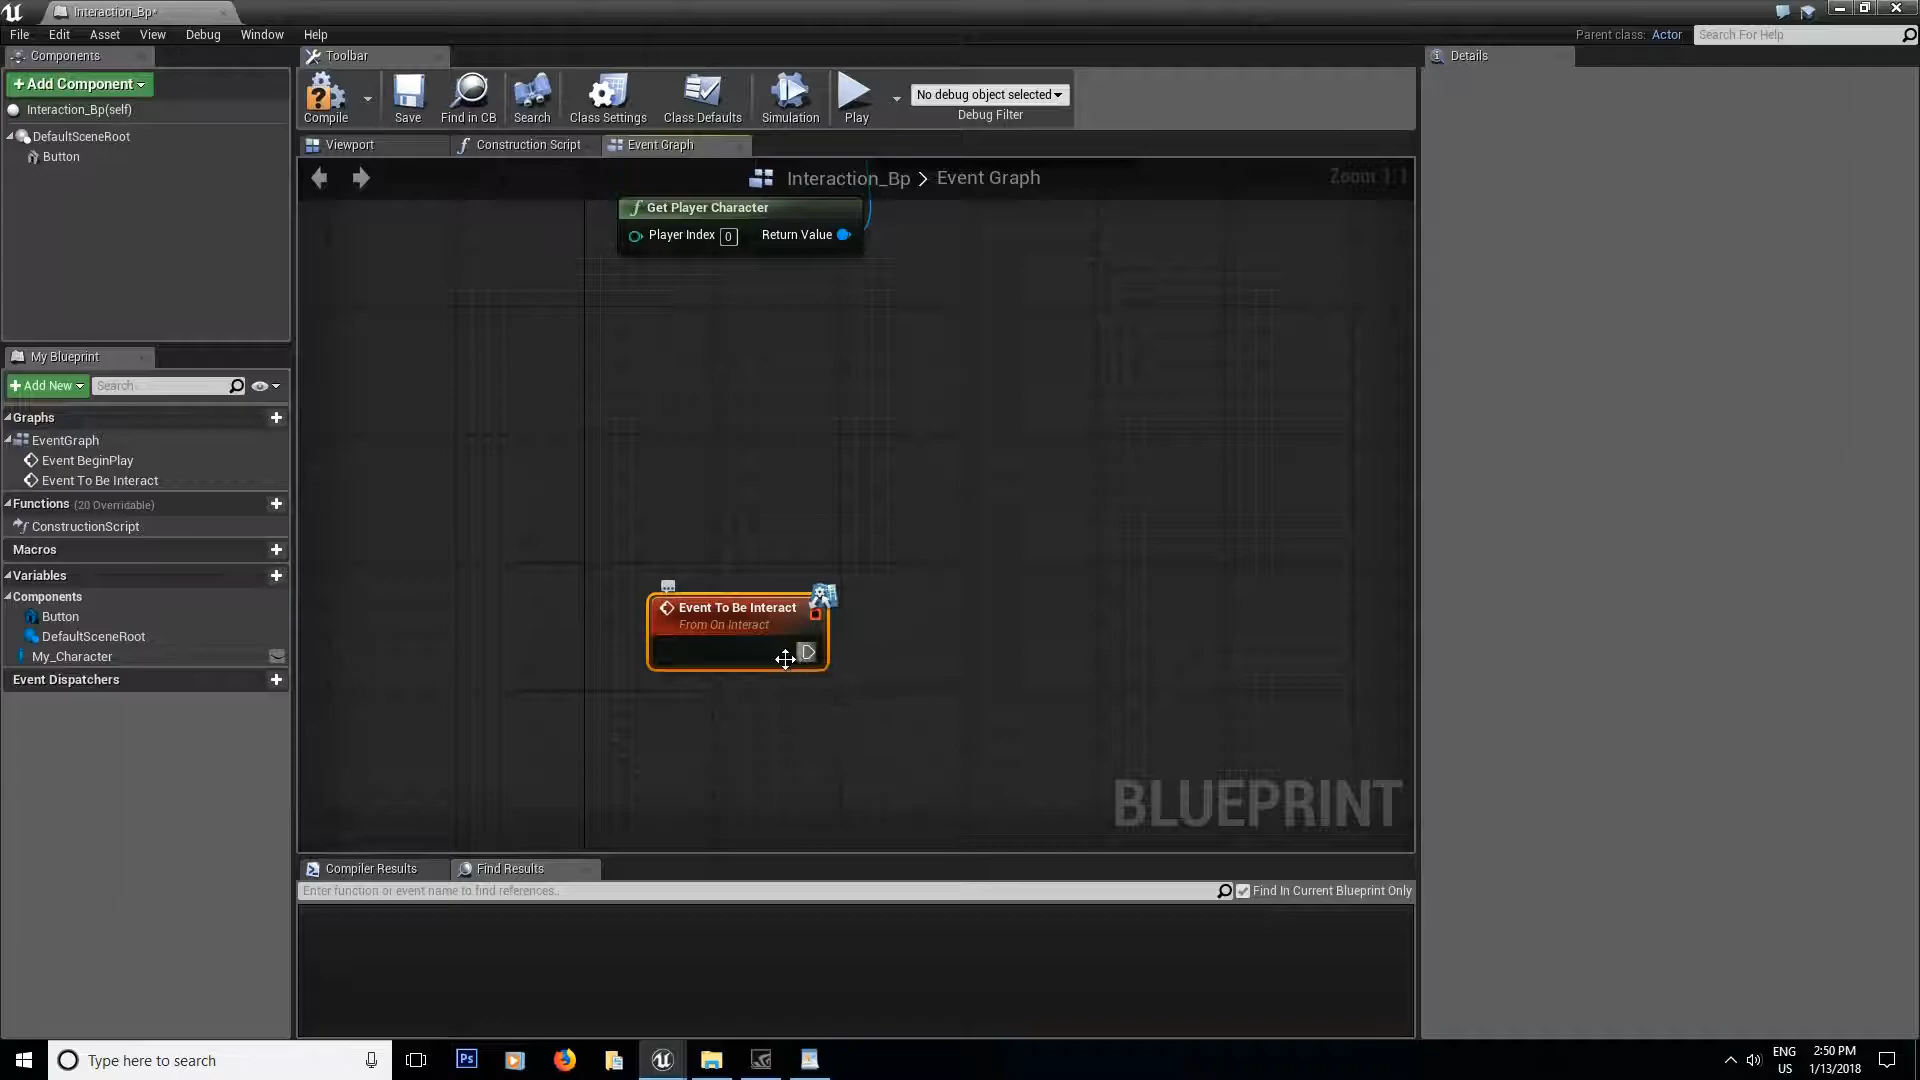 Interaction_Bp*
File Edit Asset View Debug Window Help
Parent class: Actor Search For Help
Components
Toolbar
Details
+Add Component
Interaction_Bp(self)
DefaultSceneRoot
Button
Compile
Save
Find in CB
Search
Class Settings
Class Defaults
Simulation
Play
No debug object selected
Debug Filter
Viewport
Construction Script
Event Graph
Interaction_Bp > Event Graph
Zoom 1:1
Get Player Character
Player Index 0 Return Value
My Blueprint
+Add New Search
Graphs
EventGraph
Event BeginPlay
Event To Be Interact
Functions (20 Overridable)
ConstructionScript
Macros
Variables
Components
Button
DefaultSceneRoot
My_Character
Event Dispatchers
Event To Be Interact
From On Interact
BLUEPRINT
Compiler Results
Find Results
Enter function or event name to find references..
Find In Current Blueprint Only
Type here to search
Ps
ENG
US
2:50 PM
1/13/2018